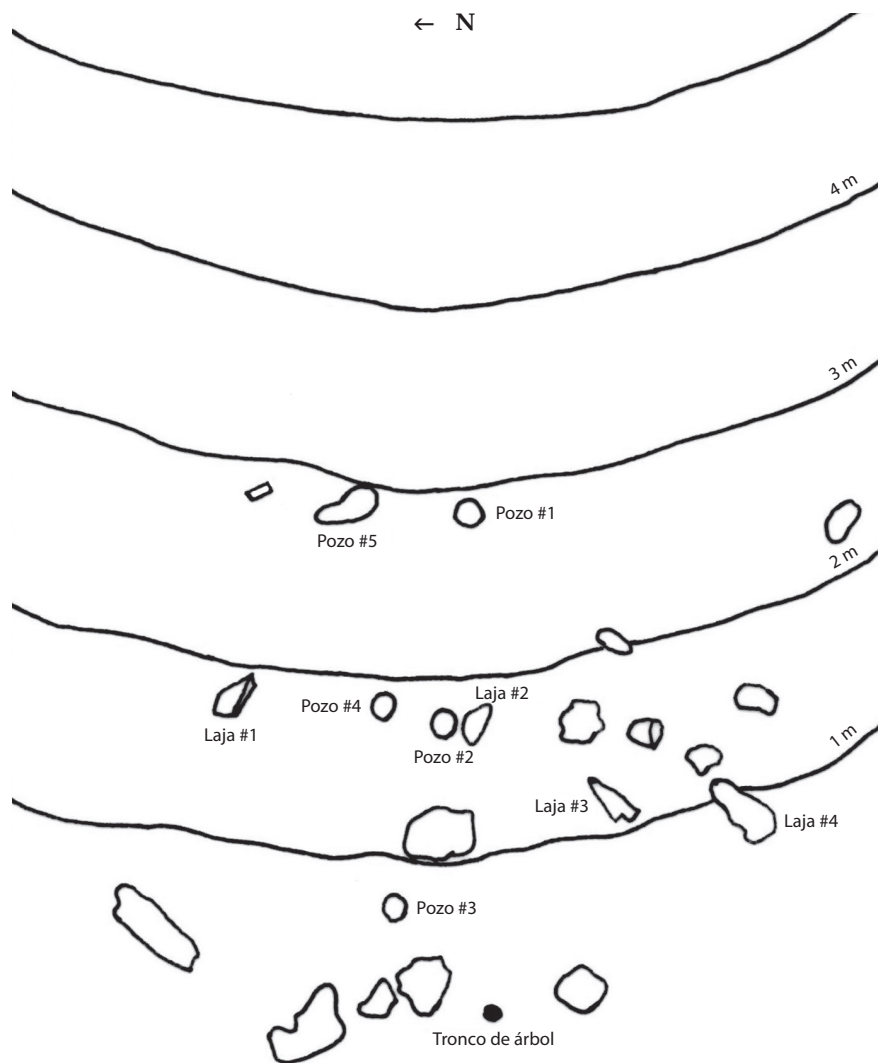 ← N
4 m
3 m
Pozo #1
Pozo #5
2 m
Laja #2
Pozo #4
Laja #1
Pozo #2
1 m
Laja #3
Laja #4
Pozo #3
Tronco de árbol